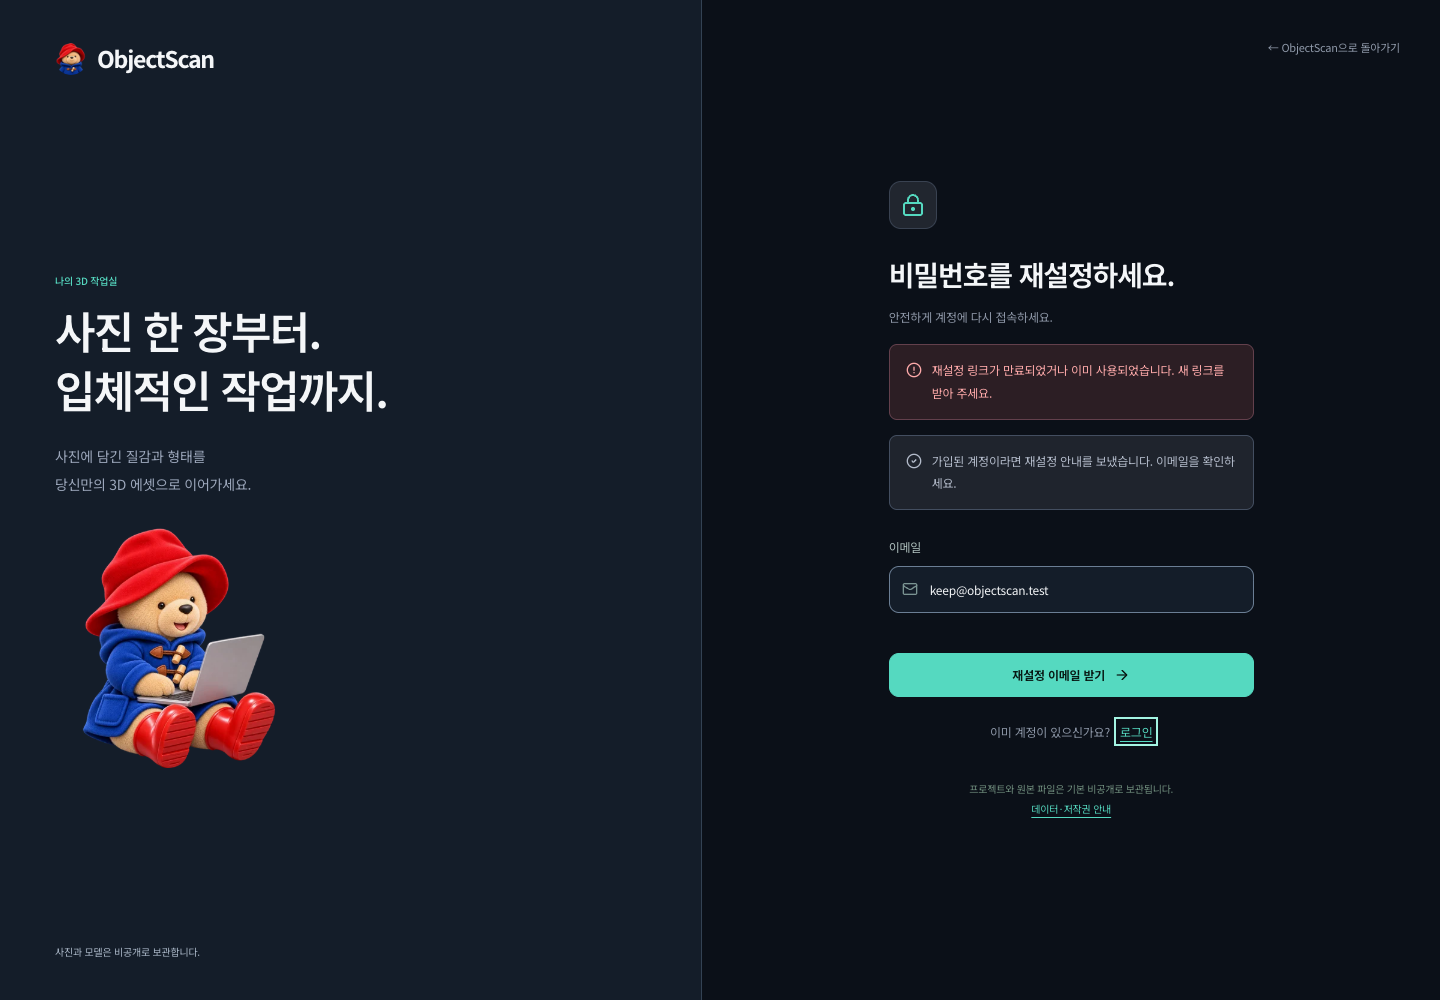 ObjectScan
나의 3D 작업실
사진 한 장부터.
입체적인 작업까지.
사진에 담긴 질감과 형태를
당신만의 3D 에셋으로 이어가세요.
사진과 모델은 비공개로 보관합니다.
← ObjectScan으로 돌아가기
비밀번호를 재설정하세요.
안전하게 계정에 다시 접속하세요.
재설정 링크가 만료되었거나 이미 사용되었습니다. 새 링크를
받아 주세요.
가입된 계정이라면 재설정 안내를 보냈습니다. 이메일을 확인하
세요.
이메일
keep@objectscan.test
재설정 이메일 받기 →
이미 계정이 있으신가요? 로그인
프로젝트와 원본 파일은 기본 비공개로 보관됩니다.
데이터·저작권 안내